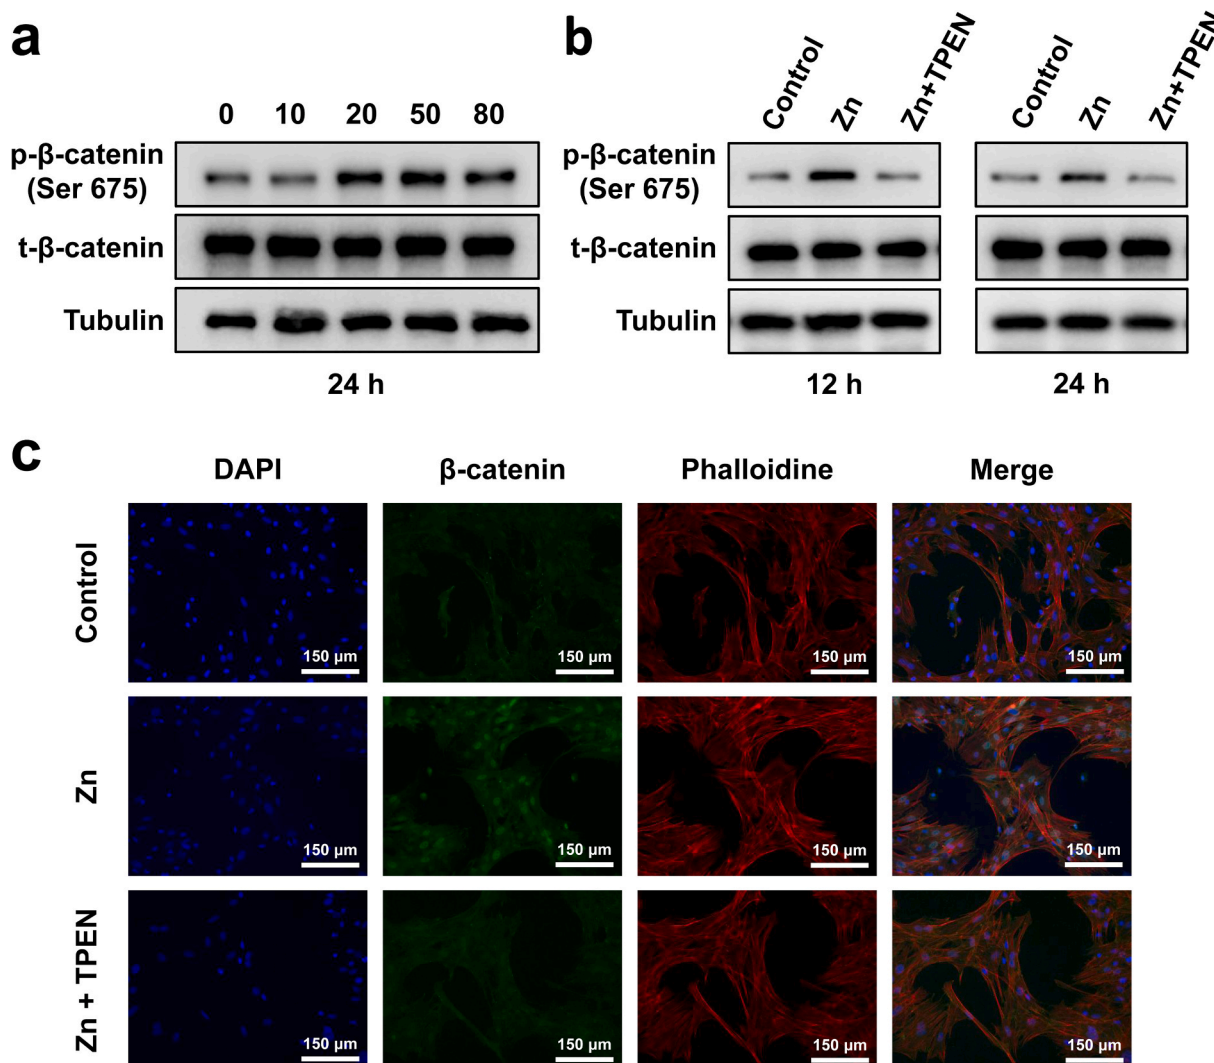 a
0 10 20 50 80
p-β-catenin
(Ser 675)
t-β-catenin
Tubulin
24 h
b
Control Zn Zn+TPEN Control Zn Zn+TPEN
p-β-catenin
(Ser 675)
t-β-catenin
Tubulin
12 h 24 h
c
DAPI β-catenin Phalloidine Merge
Control
150 µm 150 µm 150 µm 150 µm
Zn
150 µm 150 µm 150 µm 150 µm
Zn + TPEN
150 µm 150 µm 150 µm 150 µm